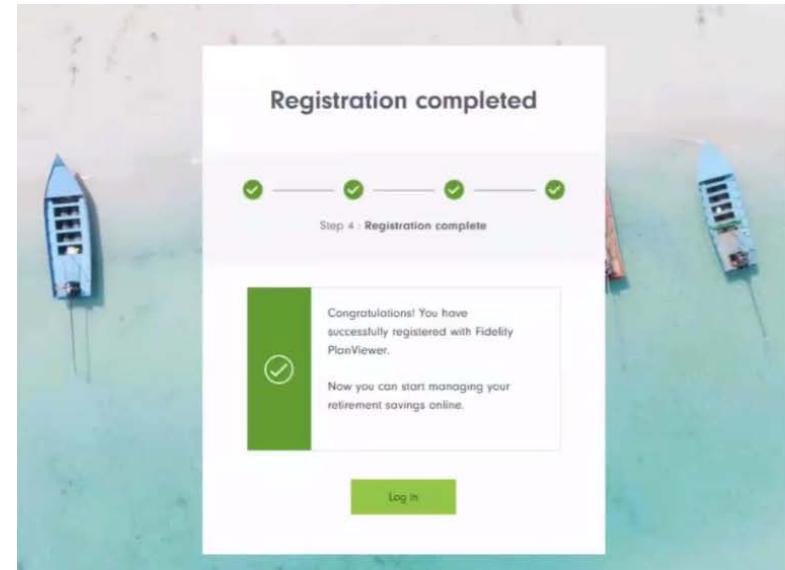 Registration completed
Step 4 : Registration complete
Congratulations! You have
successfully registered with Fidelity
PlanViewer.
Now you can start managing your
retirement savings online.
Log in